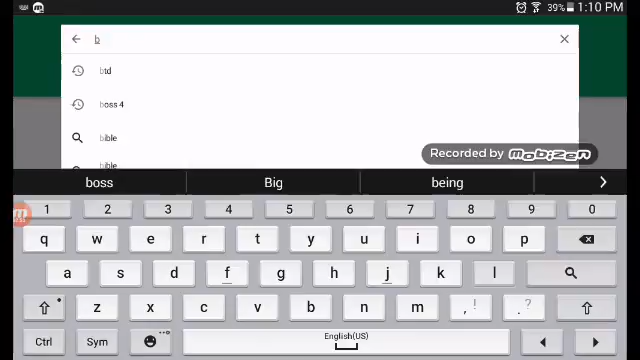 39% 1:10 PM
b
btd
boss 4
bible
bible
Recorded by mobizen
boss Big being
1 2 3 4 5 6 7 8 9 0
q w e r t y u i o p
a s d f g h j k l
z x c v b n m ,! .?
Ctrl Sym English(US)